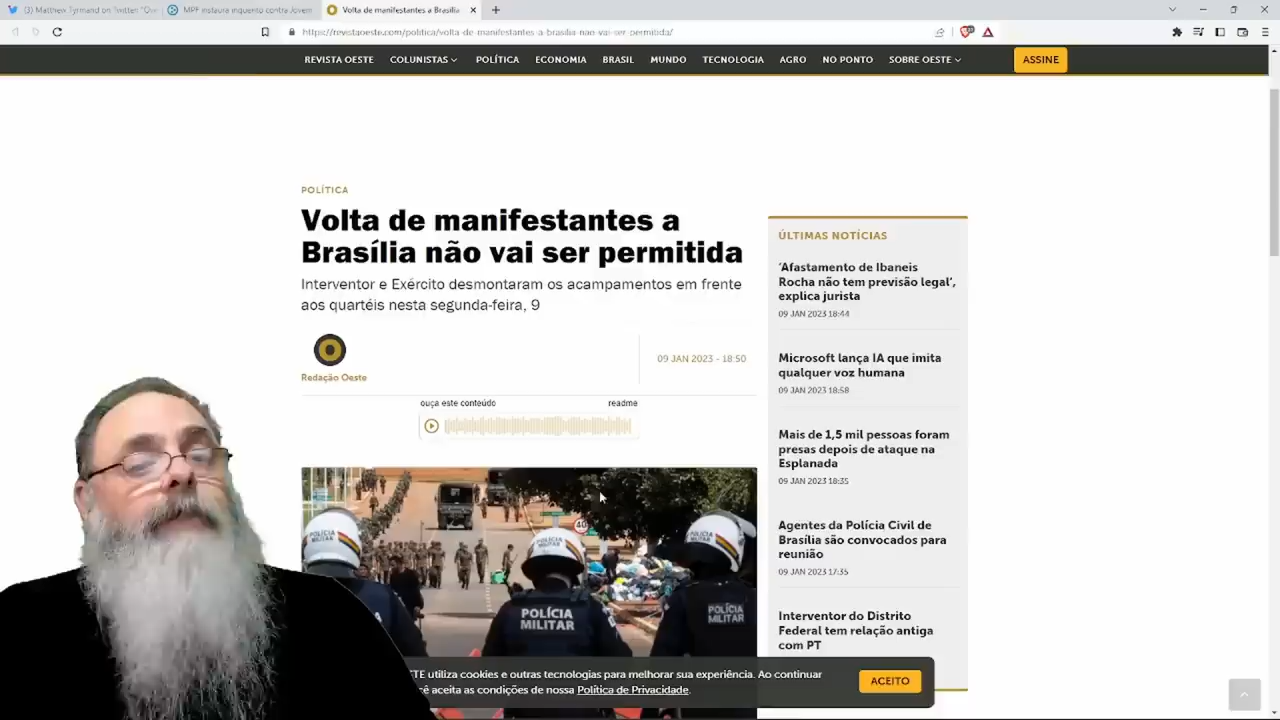 (3) Matthew Tyrmand on Twitter
MPF instaura inquérito contra Jovem
Volta de manifestantes a Brasília
https://revistaoeste.com/politica/volta-de-manifestantes-a-brasilia-nao-vai-ser-permitida/
REVISTA OESTE COLUNISTAS POLÍTICA ECONOMIA BRASIL MUNDO TECNOLOGIA AGRO NO PONTO SOBRE OESTE ASSINE
POLÍTICA
Volta de manifestantes a
Brasília não vai ser permitida
Interventor e Exército desmontaram os acampamentos em frente
aos quartéis nesta segunda-feira, 9
Redação Oeste
09 JAN 2023 - 18:50
ouça este conteúdo readme
POLÍCIA
MILITAR
POLÍCIA
MILITAR
40
ÚLTIMAS NOTÍCIAS
‘Afastamento de Ibaneis
Rocha não tem previsão legal’,
explica jurista
09 JAN 2023 18:44
Microsoft lança IA que imita
qualquer voz humana
09 JAN 2023 18:58
Mais de 1,5 mil pessoas foram
presas depois de ataque na
Esplanada
09 JAN 2023 18:35
Agentes da Polícia Civil de
Brasília são convocados para
reunião
09 JAN 2023 17:35
Interventor do Distrito
Federal tem relação antiga
com PT
utiliza cookies e outras tecnologias para melhorar sua experiência. Ao continuar
aceita as condições de nossa Política de Privacidade.
ACEITO